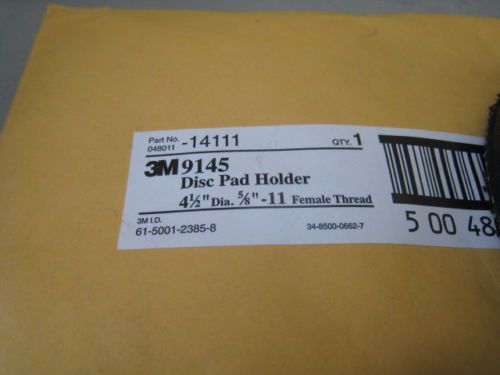 Part No. 048011 -14111 QTY. 1
3M 9145
Disc Pad Holder
4½" Dia. ⅝"-11 Female Thread
3M I.D.
61-5001-2385-8 34-8500-0662-7
5 00 48